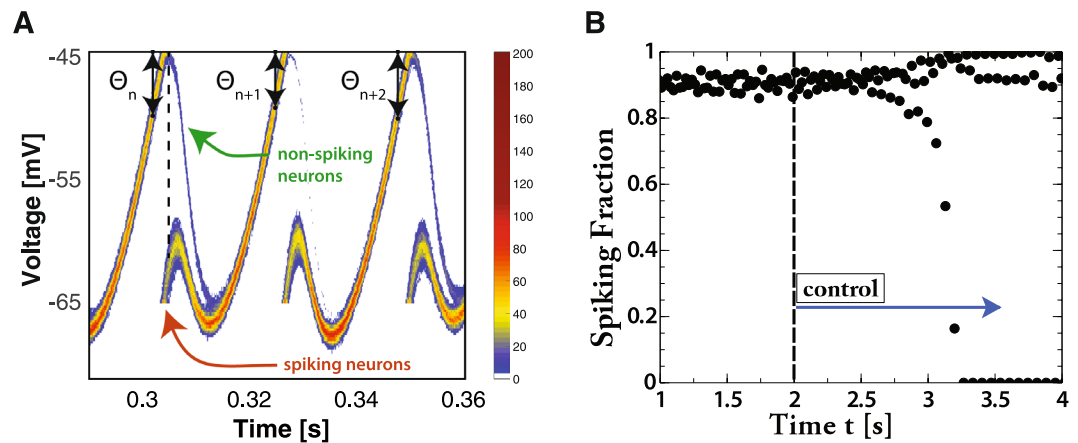 A
-45
-55
-65
Voltage [mV]
Θn
Θn+1
Θn+2
non-spiking
neurons
spiking neurons
0.3
0.32
0.34
0.36
Time [s]
200
180
160
140
120
100
80
60
40
20
0
B
1
0.8
0.6
0.4
0.2
0
Spiking Fraction
control
1
1.5
2
2.5
3
3.5
4
Time t [s]